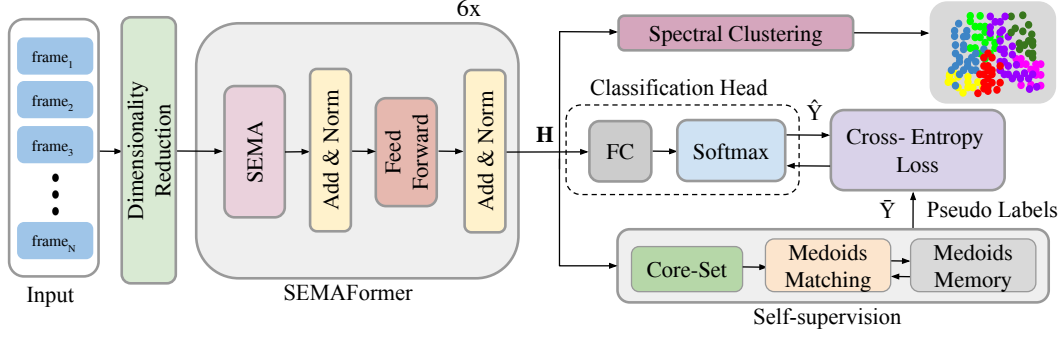 6x
frame1
frame2
frame3
frameN
Input
Dimensionality
Reduction
SEMA
Add & Norm
Feed
Forward
Add & Norm
SEMAFormer
H
Spectral Clustering
Classification Head
FC
Softmax
Ŷ
Cross- Entropy
Loss
Ȳ
Pseudo Labels
Core-Set
Medoids
Matching
Medoids
Memory
Self-supervision